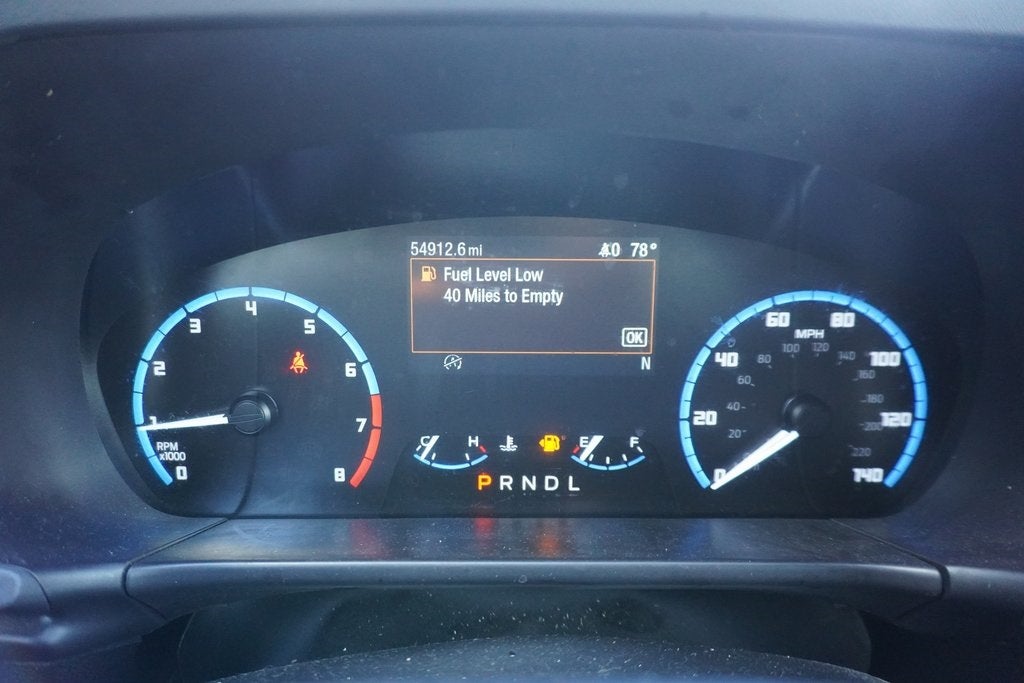 54912.6 mi 78°
Fuel Level Low
40 Miles to Empty
OK
N
0 1 2 3 4 5 6 7 8
RPM
x1000
C H
E F
P R N D L
0 20 40 60 80 100 120 140
MPH
20 40 60 80 100 120 140 160 180 200 220